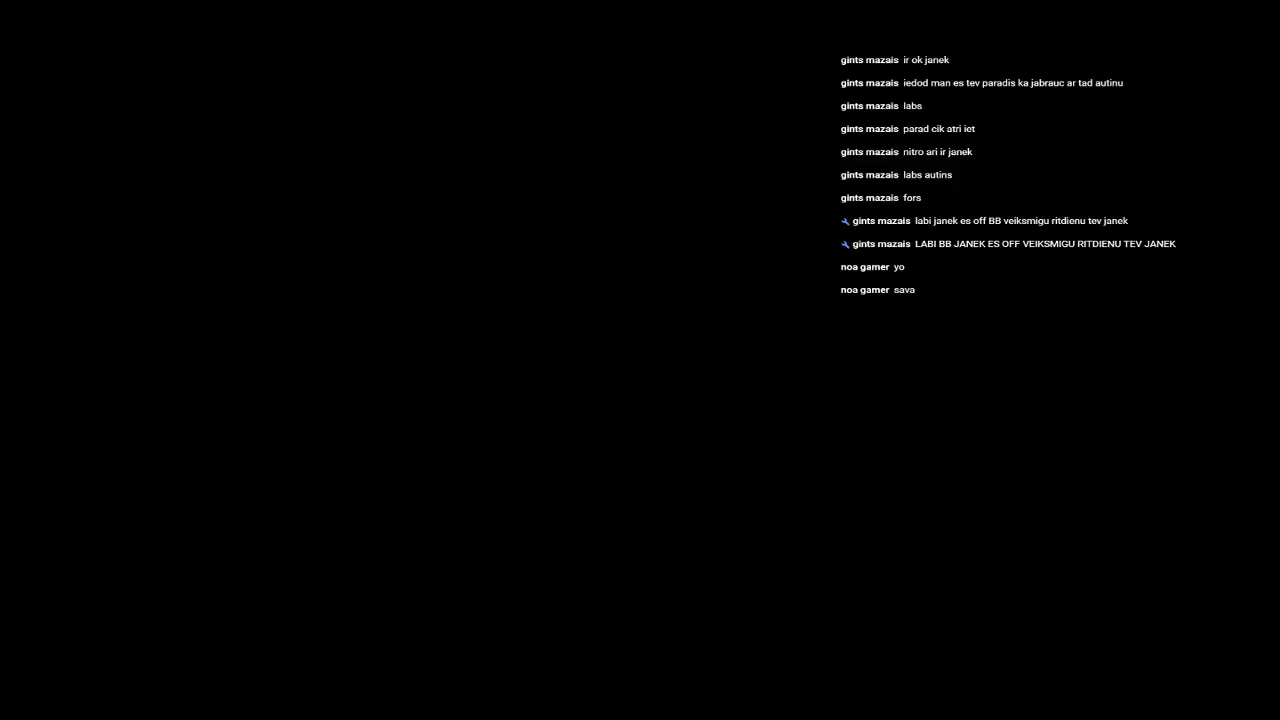 gints mazais ir ok janek
gints mazais iedod man es tev paradis ka jabrauc ar tad autinu
gints mazais labs
gints mazais parad cik atri iet
gints mazais nitro ari ir janek
gints mazais labs autins
gints mazais fors
gints mazais labi janek es off BB veiksmigu ritdienu tev janek
gints mazais LABI BB JANEK ES OFF VEIKSMIGU RITDIENU TEV JANEK
noa gamer yo
noa gamer sava